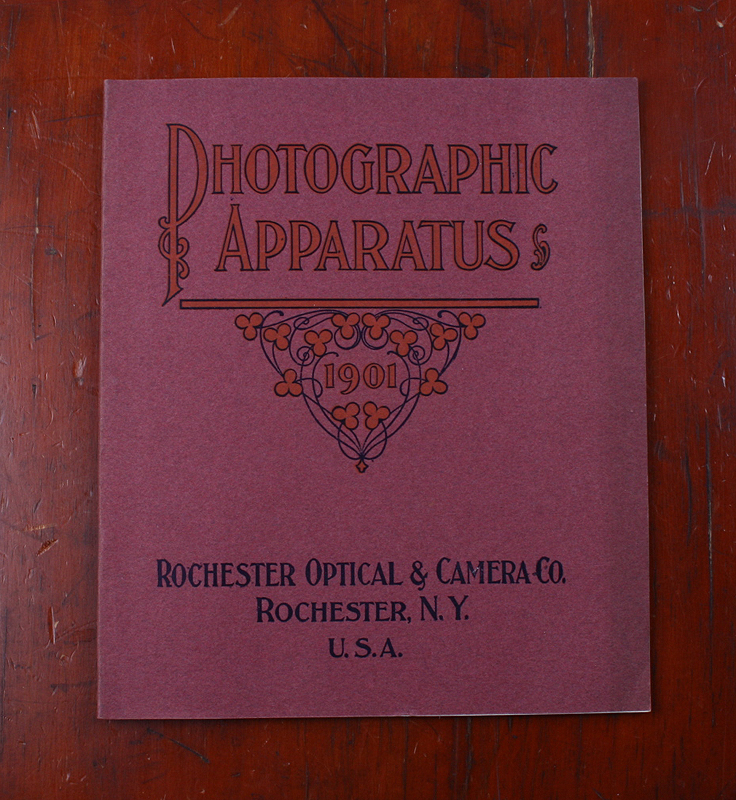 PHOTOGRAPHIC
APPARATUS
1901
ROCHESTER OPTICAL & CAMERA CO.
ROCHESTER, N. Y.
U. S. A.